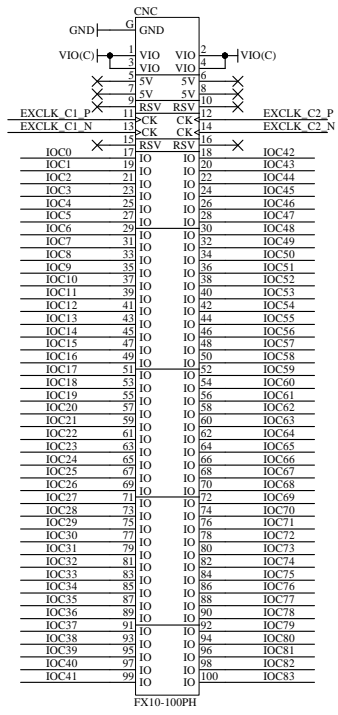 CNC
GND G GND
VIO(C) 1 VIO VIO 2 VIO(C)
3 VIO VIO 4
5 5V 5V 6
7 5V 5V 8
9 RSV RSV 10
EXCLK_C1_P 11 CK CK 12 EXCLK_C2_P
EXCLK_C1_N 13 CK CK 14 EXCLK_C2_N
15 RSV RSV 16
IOC0 17 IO IO 18 IOC42
IOC1 19 IO IO 20 IOC43
IOC2 21 IO IO 22 IOC44
IOC3 23 IO IO 24 IOC45
IOC4 25 IO IO 26 IOC46
IOC5 27 IO IO 28 IOC47
IOC6 29 IO IO 30 IOC48
IOC7 31 IO IO 32 IOC49
IOC8 33 IO IO 34 IOC50
IOC9 35 IO IO 36 IOC51
IOC10 37 IO IO 38 IOC52
IOC11 39 IO IO 40 IOC53
IOC12 41 IO IO 42 IOC54
IOC13 43 IO IO 44 IOC55
IOC14 45 IO IO 46 IOC56
IOC15 47 IO IO 48 IOC57
IOC16 49 IO IO 50 IOC58
IOC17 51 IO IO 52 IOC59
IOC18 53 IO IO 54 IOC60
IOC19 55 IO IO 56 IOC61
IOC20 57 IO IO 58 IOC62
IOC21 59 IO IO 60 IOC63
IOC22 61 IO IO 62 IOC64
IOC23 63 IO IO 64 IOC65
IOC24 65 IO IO 66 IOC66
IOC25 67 IO IO 68 IOC67
IOC26 69 IO IO 70 IOC68
IOC27 71 IO IO 72 IOC69
IOC28 73 IO IO 74 IOC70
IOC29 75 IO IO 76 IOC71
IOC30 77 IO IO 78 IOC72
IOC31 79 IO IO 80 IOC73
IOC32 81 IO IO 82 IOC74
IOC33 83 IO IO 84 IOC75
IOC34 85 IO IO 86 IOC76
IOC35 87 IO IO 88 IOC77
IOC36 89 IO IO 90 IOC78
IOC37 91 IO IO 92 IOC79
IOC38 93 IO IO 94 IOC80
IOC39 95 IO IO 96 IOC81
IOC40 97 IO IO 98 IOC82
IOC41 99 IO IO 100 IOC83
FX10-100PH